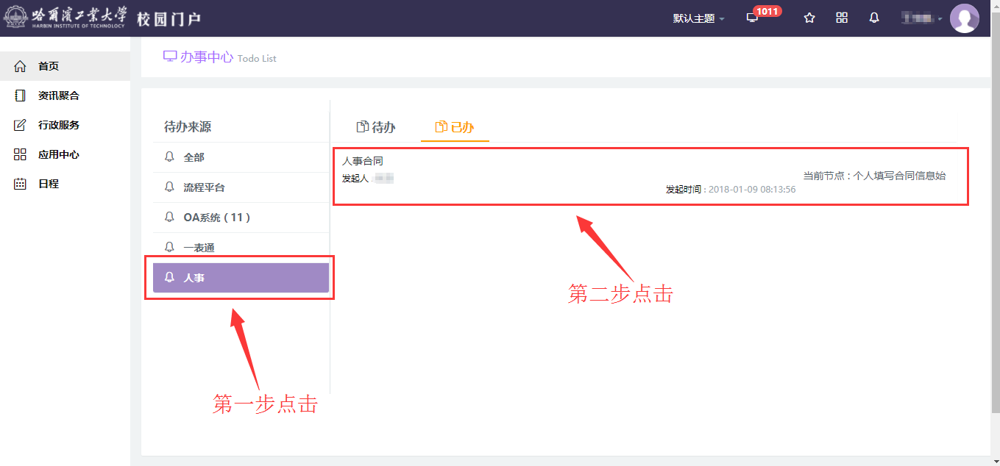 哈爾濱工業大學
HARBIN INSTITUTE OF TECHNOLOGY
校园门户
默认主题
1011
首页
资讯聚合
行政服务
应用中心
日程
办事中心 Todo List
待办来源
全部
流程平台
OA系统 ( 11 )
一表通
人事
待办
已办
人事合同
发起人
当前节点 : 个人填写合同信息始
发起时间 : 2018-01-09 08:13:56
第二步点击
第一步点击